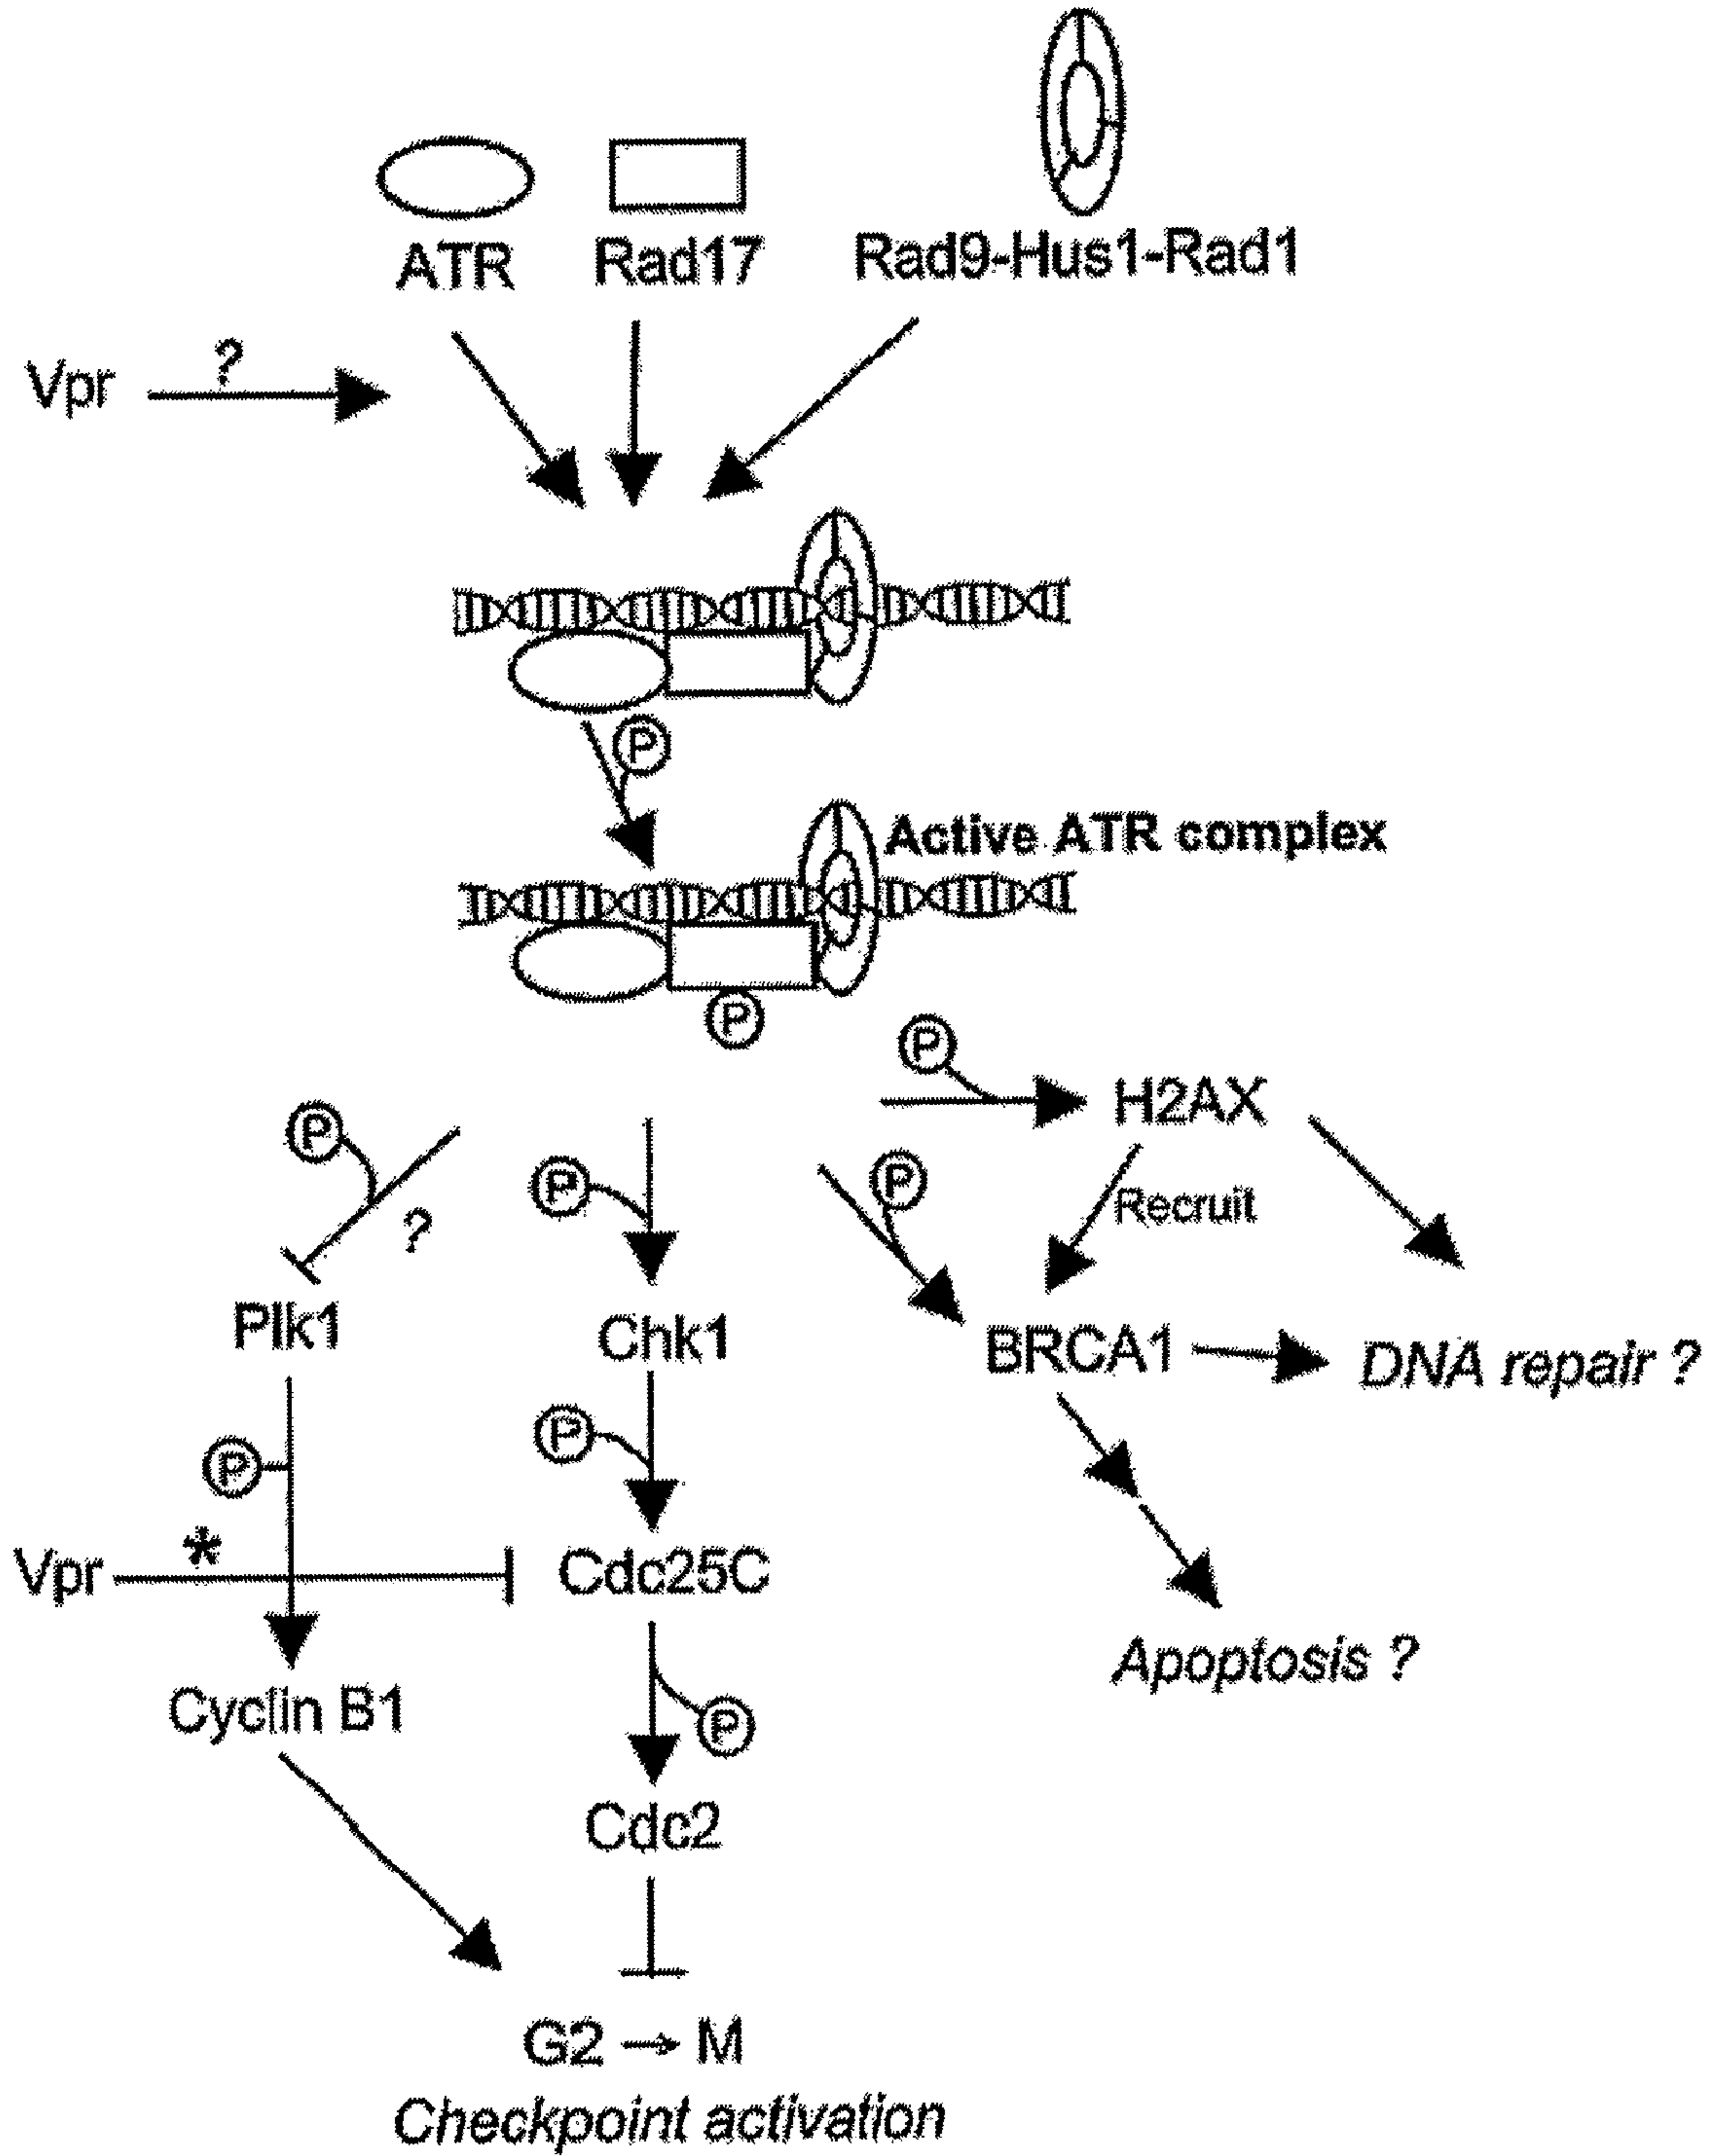 ATR
Rad17
Rad9-Hus1-Rad1
Vpr
?
P
Active ATR complex
P
P
H2AX
P
P
P
Recruit
?
Plk1
Chk1
BRCA1
DNA repair ?
P
P
Vpr
*
Cdc25C
Apoptosis ?
Cyclin B1
P
Cdc2
G2 → M
Checkpoint activation